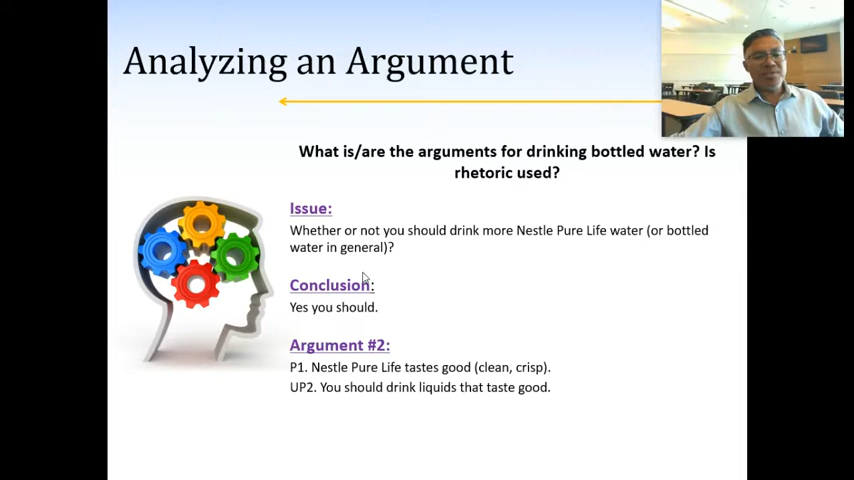 Analyzing an Argument
What is/are the arguments for drinking bottled water? Is
rhetoric used?
Issue:
Whether or not you should drink more Nestle Pure Life water (or bottled
water in general)?
Conclusion:
Yes you should.
Argument #2:
P1. Nestle Pure Life tastes good (clean, crisp).
UP2. You should drink liquids that taste good.